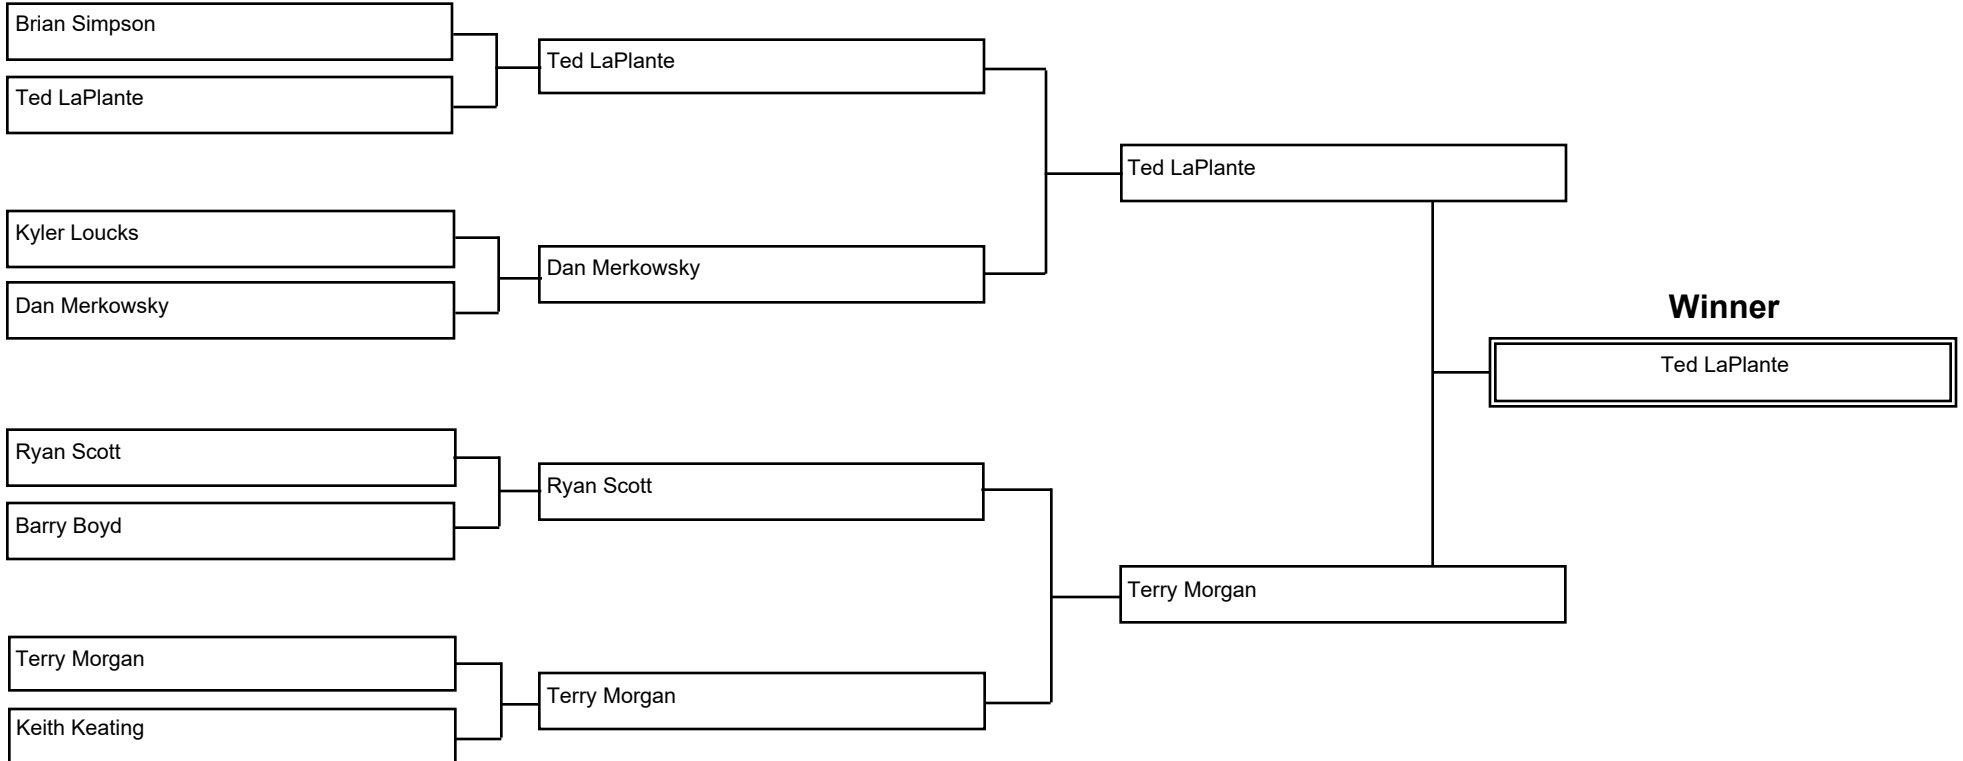 Brian Simpson
Ted LaPlante
Kyler Loucks
Dan Merkowsky
Ryan Scott
Barry Boyd
Terry Morgan
Keith Keating
Ted LaPlante
Dan Merkowsky
Ryan Scott
Terry Morgan
Ted LaPlante
Terry Morgan
Winner
Ted LaPlante